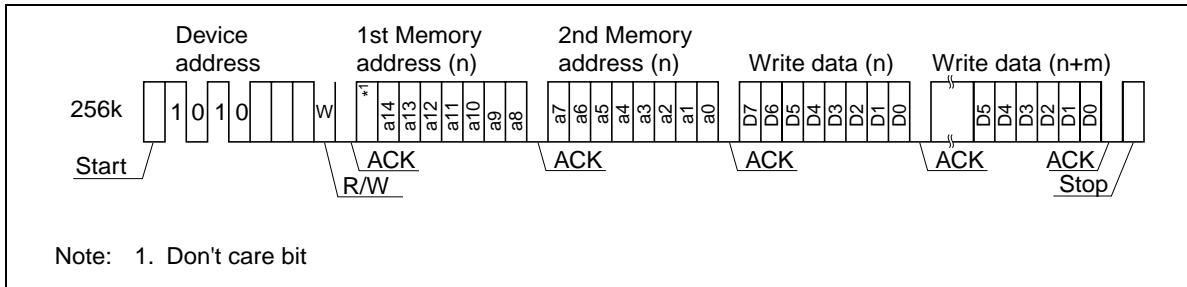 Device
address
1st Memory
address (n)
2nd Memory
address (n)
Write data (n)
Write data (n+m)
256k
1 0 1 0
W
*1
a14
a13
a12
a11
a10
a9
a8
a7
a6
a5
a4
a3
a2
a1
a0
D7
D6
D5
D4
D3
D2
D1
D0
D5
D4
D3
D2
D1
D0
Start
R/W
ACK
ACK
ACK
ACK
ACK
Stop
Note: 1. Don't care bit